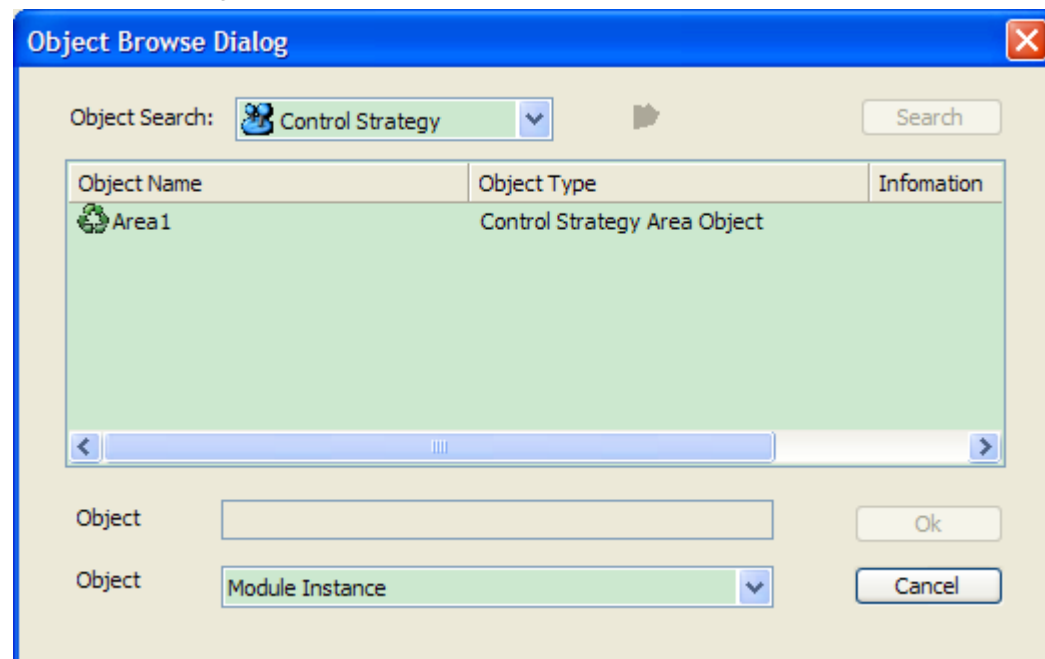 Object Browse Dialog
Object Search: Control Strategy Search
Object Name Object Type Infomation
Area1 Control Strategy Area Object
Object Ok
Object Module Instance Cancel